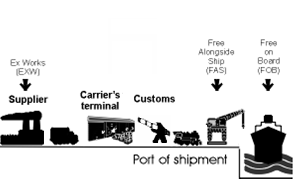 Ex Works
(EXW)
Free
Alongside
Ship
(FAS)
Free
on
Board
(FOB)
Supplier
Carrier's
terminal
Customs
Port of shipment